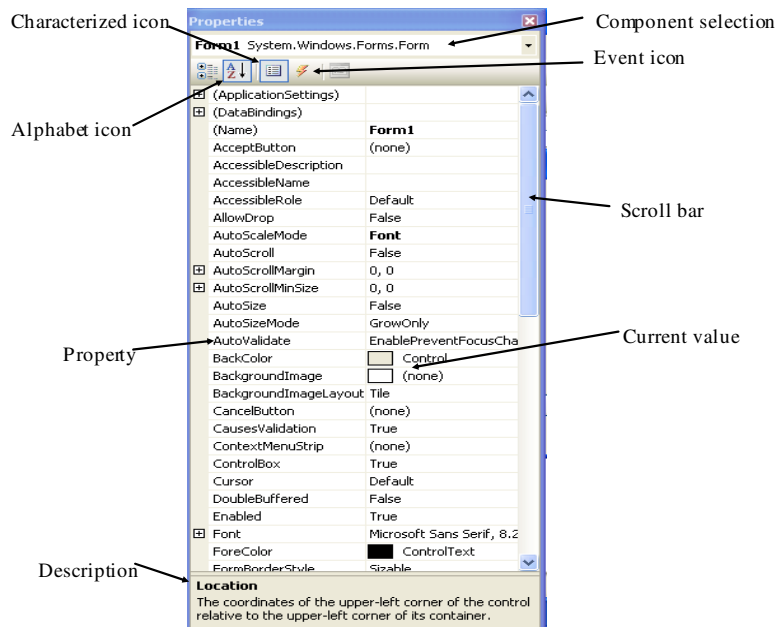 Characterized icon
Properties
Component selection
Form1 System.Windows.Forms.Form
Event icon
A
Z
Alphabet icon
(ApplicationSettings)
(DataBindings)
(Name) Form1
AcceptButton (none)
AccessibleDescription
AccessibleName
AccessibleRole Default
Scroll bar
AllowDrop False
AutoScaleMode Font
AutoScroll False
AutoScrollMargin 0, 0
AutoScrollMinSize 0, 0
AutoSize False
AutoSizeMode GrowOnly
Current value
Property
AutoValidate EnablePreventFocusCha
BackColor Control
BackgroundImage (none)
BackgroundImageLayout Tile
CancelButton (none)
CausesValidation True
ContextMenuStrip (none)
ControlBox True
Cursor Default
DoubleBuffered False
Enabled True
Font Microsoft Sans Serif, 8.2
ForeColor ControlText
FormBorderStyle Sizable
Description
Location
The coordinates of the upper-left corner of the control
relative to the upper-left corner of its container.